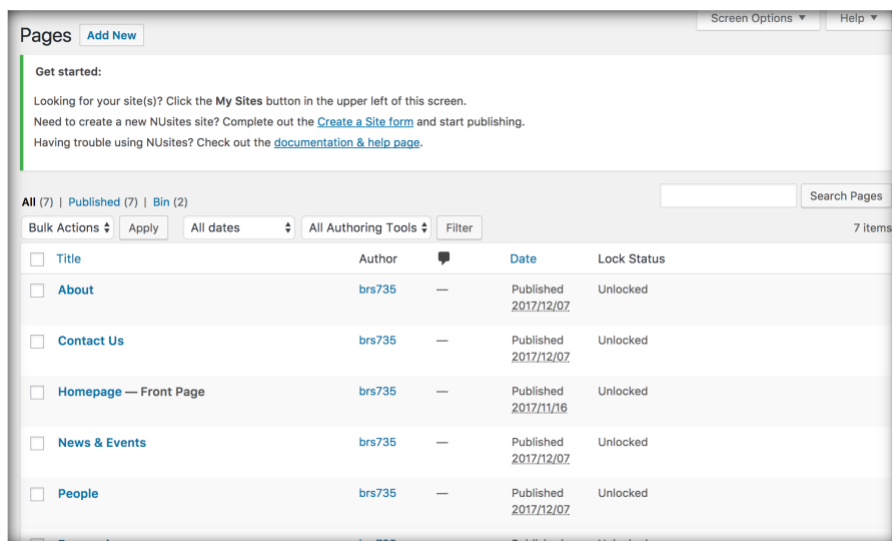 Screen Options ▼ Help ▼
Pages Add New
Get started:
Looking for your site(s)? Click the My Sites button in the upper left of this screen.
Need to create a new NUsites site? Complete out the Create a Site form and start publishing.
Having trouble using NUsites? Check out the documentation & help page.
Search Pages
All (7) | Published (7) | Bin (2)
Bulk Actions Apply All dates All Authoring Tools Filter 7 items
Title Author Date Lock Status
About brs735 — Published Unlocked
2017/12/07
Contact Us brs735 — Published Unlocked
2017/12/07
Homepage — Front Page brs735 — Published Unlocked
2017/11/16
News & Events brs735 — Published Unlocked
2017/12/07
People brs735 — Published Unlocked
2017/12/07